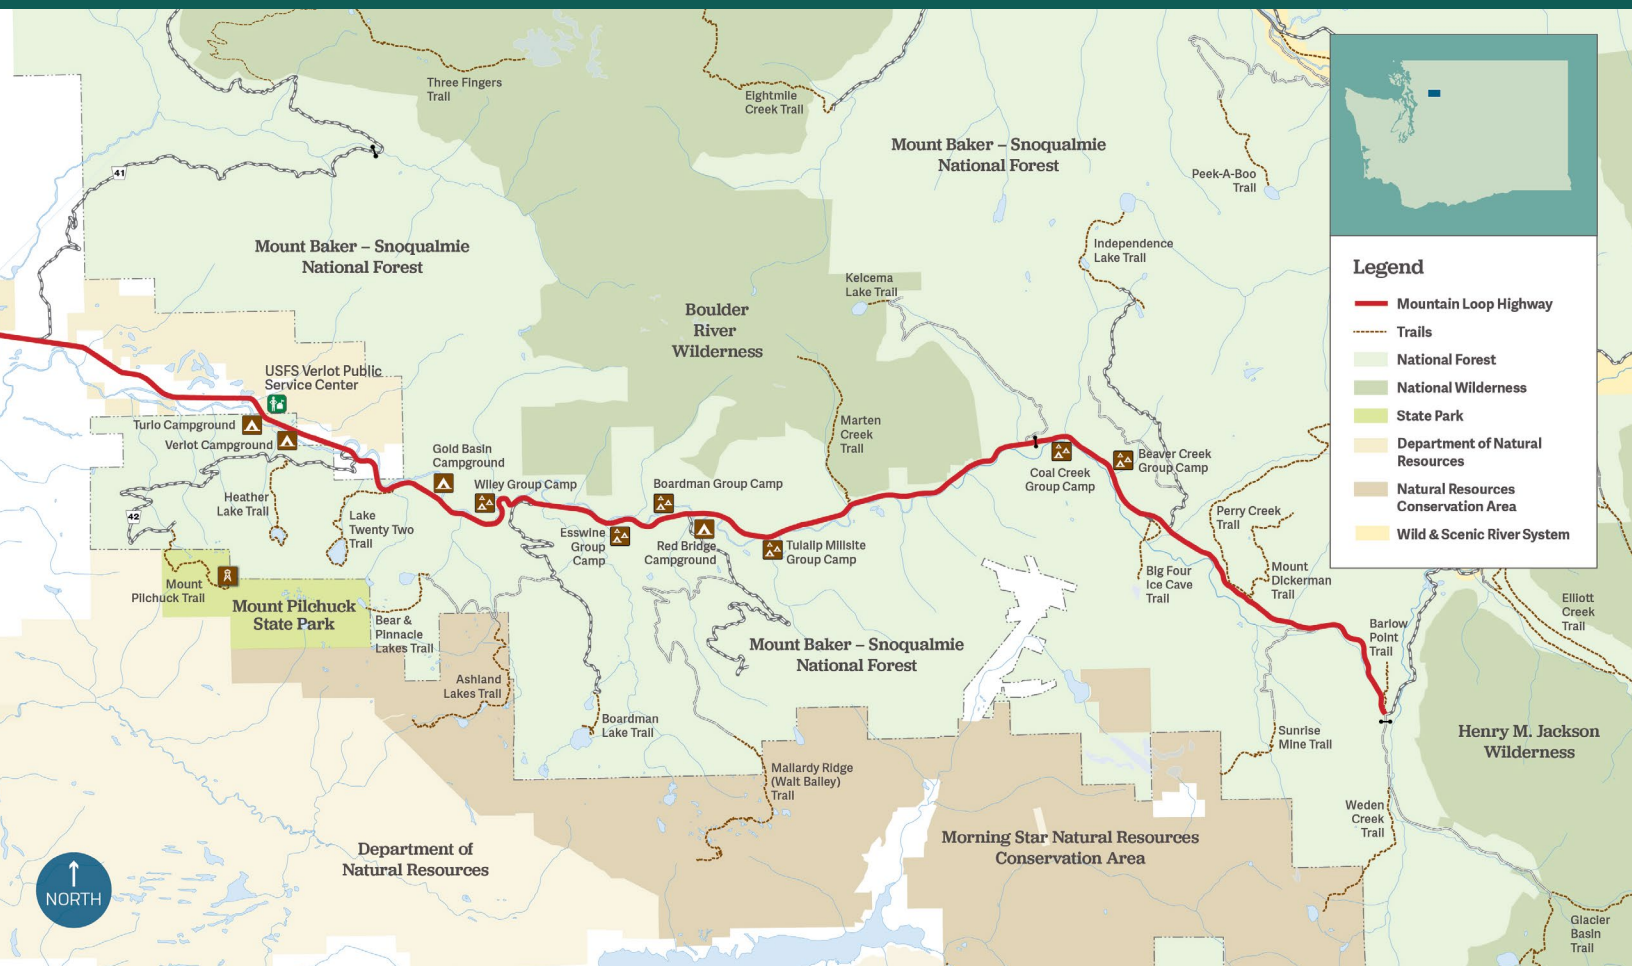 Three Fingers
Trail
Eightmile
Creek Trail
Mount Baker – Snoqualmie
National Forest
Peek-A-Boo
Trail
41
Mount Baker – Snoqualmie
National Forest
Independence
Lake Trail
Kelcema
Lake Trail
Boulder
River
Wilderness
Legend
Mountain Loop Highway
Trails
National Forest
National Wilderness
State Park
Department of Natural
Resources
Natural Resources
Conservation Area
Wild & Scenic River System
USFS Verlot Public
Service Center
Turlo Campground
Verlot Campground
Gold Basin
Campground
Wiley Group Camp
Boardman Group Camp
Marten
Creek
Trail
Coal Creek
Group Camp
Beaver Creek
Group Camp
Heather
Lake Trail
42
Lake
Twenty Two
Trail
Esswine
Group
Camp
Red Bridge
Campground
Tulalip Millsite
Group Camp
Perry Creek
Trail
Big Four
Ice Cave
Trail
Mount
Dickerman
Trail
Mount
Pilchuck Trail
Mount Pilchuck
State Park
Bear &
Pinnacle
Lakes Trail
Mount Baker – Snoqualmie
National Forest
Barlow
Point
Trail
Elliott
Creek
Trail
Ashland
Lakes Trail
Boardman
Lake Trail
Sunrise
Mine Trail
Henry M. Jackson
Wilderness
Mallardy Ridge
(Walt Bailey)
Trail
Weden
Creek
Trail
Morning Star Natural Resources
Conservation Area
Department of
Natural Resources
NORTH
Glacier
Basin
Trail